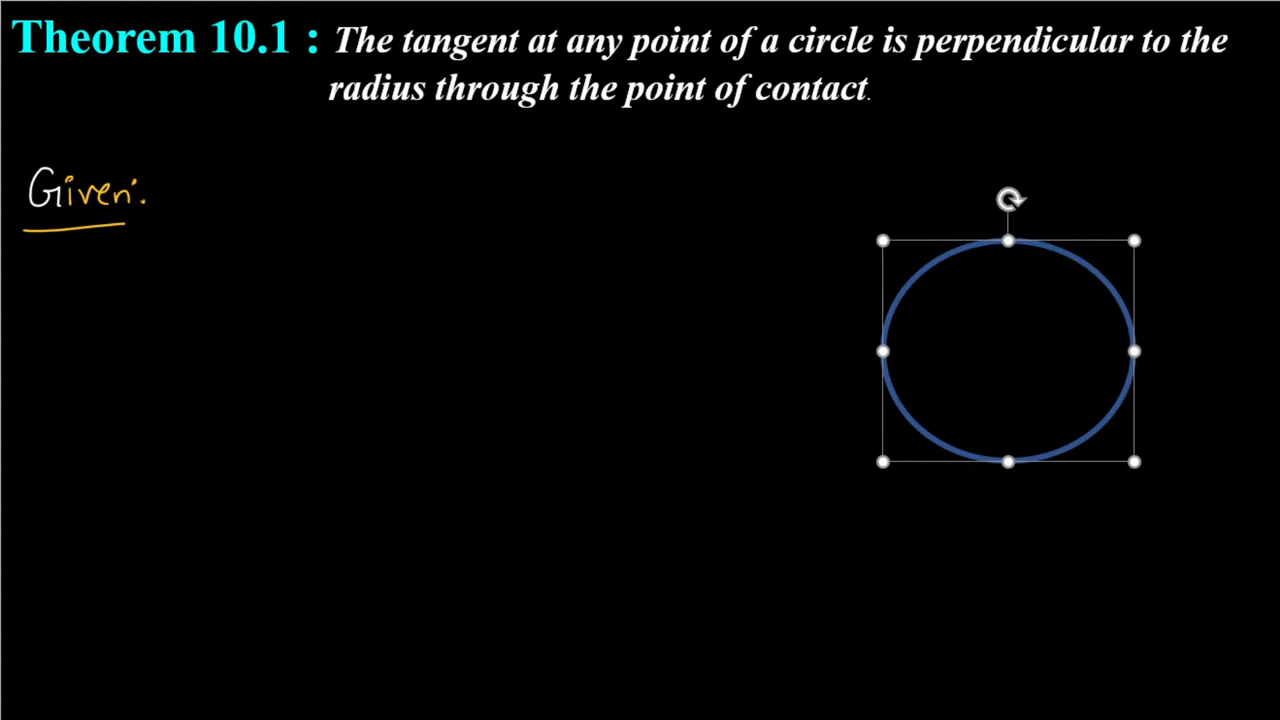 Theorem 10.1 : The tangent at any point of a circle is perpendicular to the
radius through the point of contact.
Given: